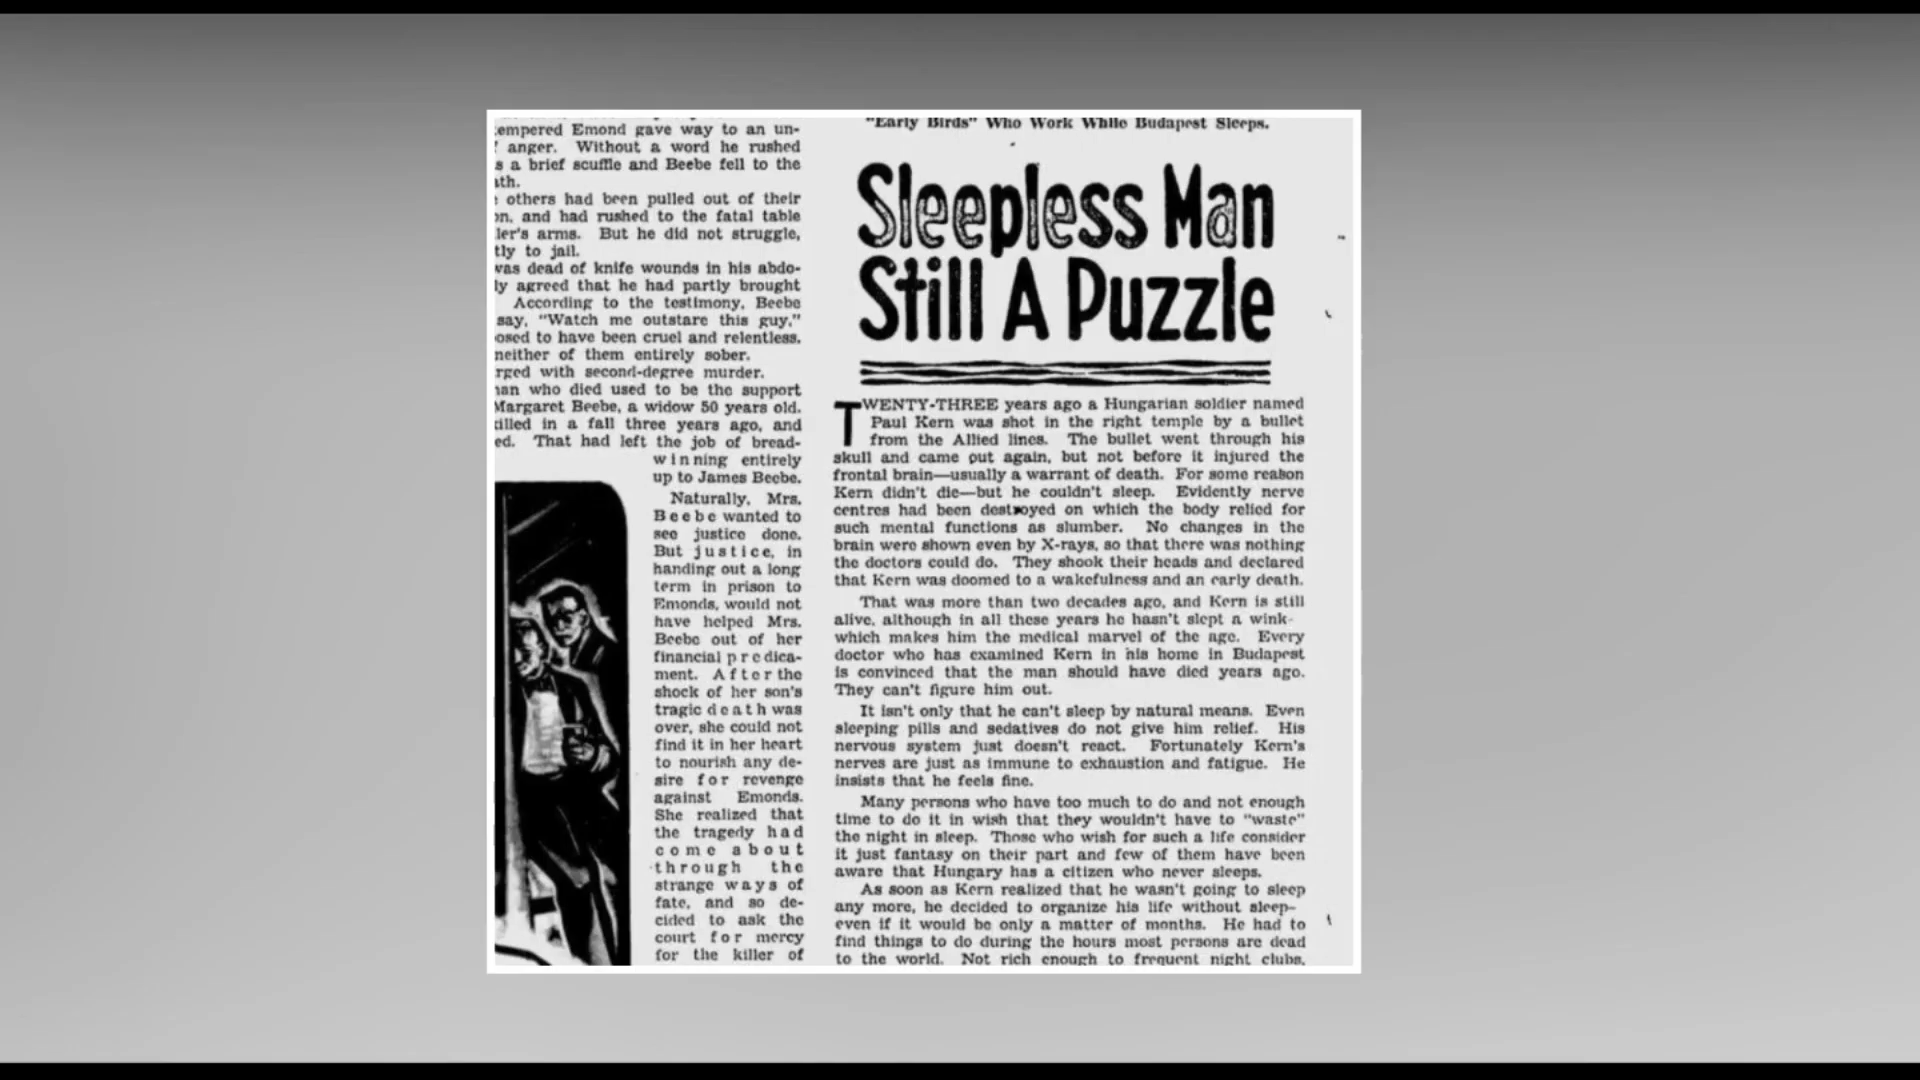 tempered Emond gave way to an un-
anger. Without a word he rushed
s a brief scuffle and Beebe fell to the
ath.
others had been pulled out of their
on, and had rushed to the fatal table
ler's arms. But he did not struggle,
tly to jail.
was dead of knife wounds in his abdo-
ly agreed that he had partly brought
According to the testimony, Beebe
say, "Watch me outstare this guy."
osed to have been cruel and relentless.
neither of them entirely sober.
rged with second-degree murder.
man who died used to be the support
Margaret Beebe, a widow 50 years old.
killed in a fall three years ago, and
ed. That had left the job of bread-
winning entirely
up to James Beebe.
Naturally, Mrs.
Beebe wanted to
see justice done.
But justice, in
handing out a long
term in prison to
Emonds, would not
have helped Mrs.
Beebe out of her
financial predica-
ment. After the
shock of her son's
tragic death was
over, she could not
find it in her heart
to nourish any de-
sire for revenge
against Emonds.
She realized that
the tragedy had
come about
through the
strange ways of
fate, and so de-
cided to ask the
court for mercy
for the killer of
"Early Birds" Who Work While Budapest Sleeps.
Sleepless Man
Still A Puzzle
TWENTY-THREE years ago a Hungarian soldier named
Paul Kern was shot in the right temple by a bullet
from the Allied lines. The bullet went through his
skull and came out again, but not before it injured the
frontal brain—usually a warrant of death. For some reason
Kern didn't die—but he couldn't sleep. Evidently nerve
centres had been destroyed on which the body relied for
such mental functions as slumber. No changes in the
brain were shown even by X-rays, so that there was nothing
the doctors could do. They shook their heads and declared
that Kern was doomed to a wakefulness and an early death.
That was more than two decades ago, and Kern is still
alive, although in all these years he hasn't slept a wink-
which makes him the medical marvel of the age. Every
doctor who has examined Kern in his home in Budapest
is convinced that the man should have died years ago.
They can't figure him out.
It isn't only that he can't sleep by natural means. Even
sleeping pills and sedatives do not give him relief. His
nervous system just doesn't react. Fortunately Kern's
nerves are just as immune to exhaustion and fatigue. He
insists that he feels fine.
Many persons who have too much to do and not enough
time to do it in wish that they wouldn't have to "waste"
the night in sleep. Those who wish for such a life consider
it just fantasy on their part and few of them have been
aware that Hungary has a citizen who never sleeps.
As soon as Kern realized that he wasn't going to sleep
any more, he decided to organize his life without sleep-
even if it would be only a matter of months. He had to
find things to do during the hours most persons are dead
to the world. Not rich enough to frequent night clubs,